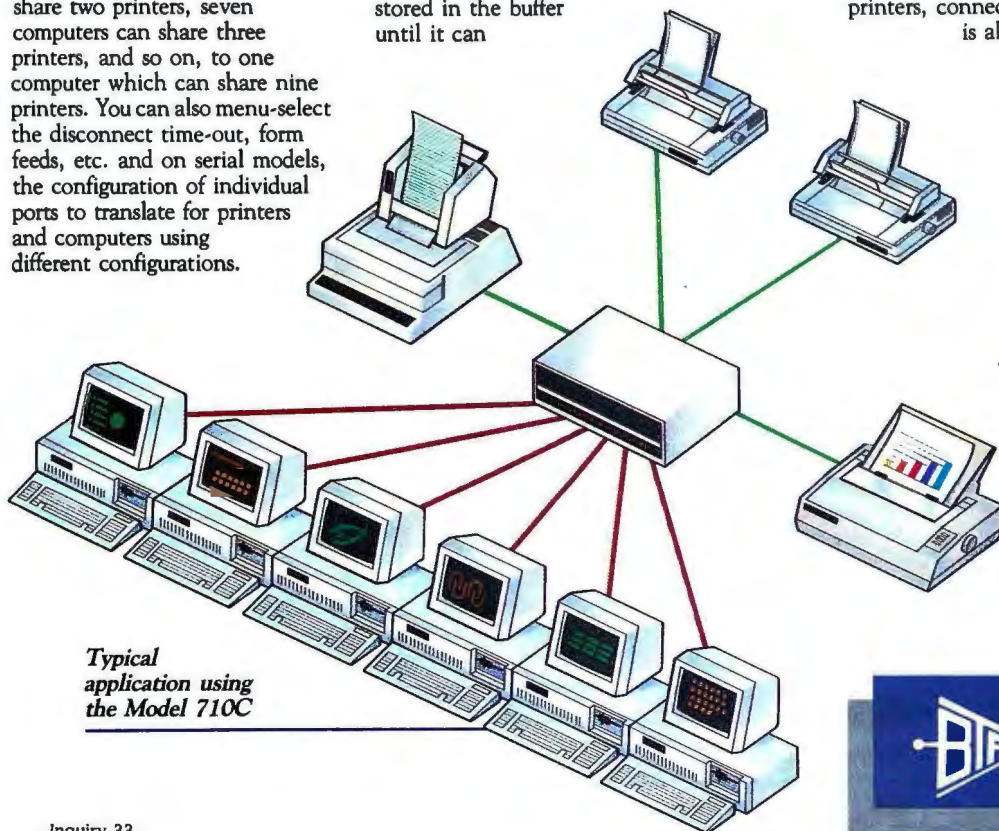 share two printers, seven
computers can share three
printers, and so on, to one
computer which can share nine
printers. You can also menu-select
the disconnect time-out, form
feeds, etc. and on serial models,
the configuration of individual
ports to translate for printers
and computers using
different configurations.
stored in the buffer
until it can
printers,
Typical
application using
the Model 710C
Inquiry 33